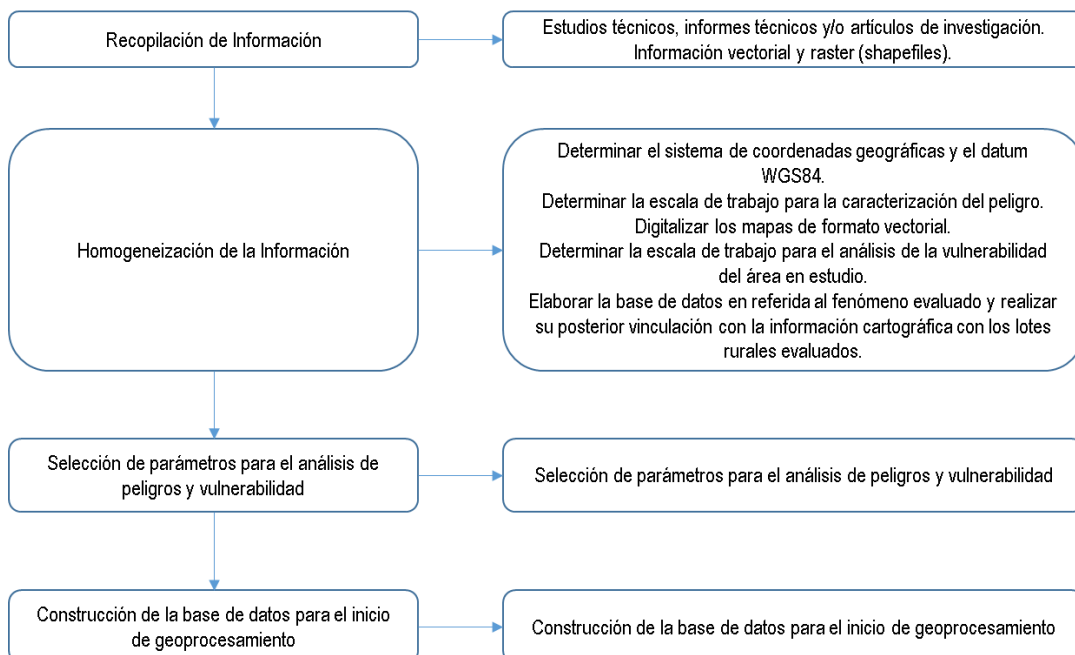 Recopilación de Información
Estudios técnicos, informes técnicos y/o artículos de investigación.
Información vectorial y raster (shapefiles).
Homogeneización de la Información
Determinar el sistema de coordenadas geográficas y el datum
WGS84.
Determinar la escala de trabajo para la caracterización del peligro.
Digitalizar los mapas de formato vectorial.
Determinar la escala de trabajo para el análisis de la vulnerabilidad
del área en estudio.
Elaborar la base de datos en referida al fenómeno evaluado y realizar
su posterior vinculación con la información cartográfica con los lotes
rurales evaluados.
Selección de parámetros para el análisis de
peligros y vulnerabilidad
Selección de parámetros para el análisis de peligros y vulnerabilidad
Construcción de la base de datos para el inicio
de geoprocesamiento
Construcción de la base de datos para el inicio de geoprocesamiento